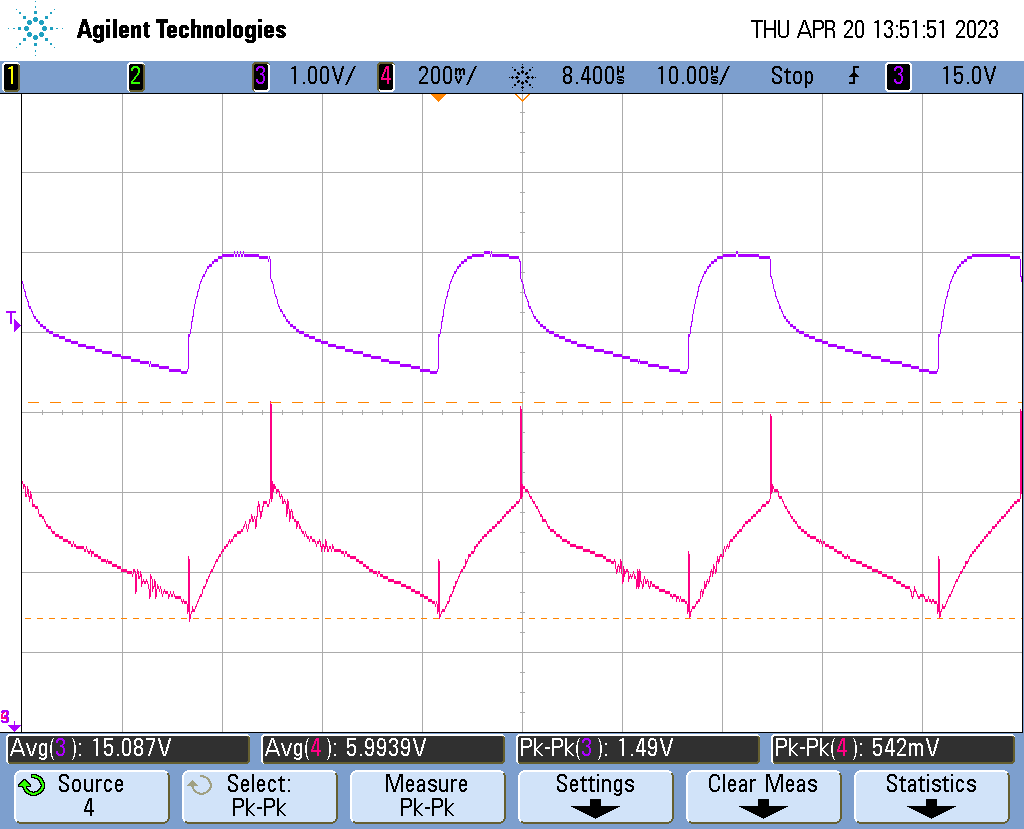 Agilent Technologies THU APR 20 13:51:51 2023
1 2 3 1.00V/ 4 200mV/ 8.400µs 10.00µs/ Stop 3 15.0V
T
3
Avg(3): 15.087V Avg(4): 5.9939V Pk-Pk(3): 1.49V Pk-Pk(4): 542mV
Source Select: Measure Settings Clear Meas Statistics
4 Pk-Pk Pk-Pk